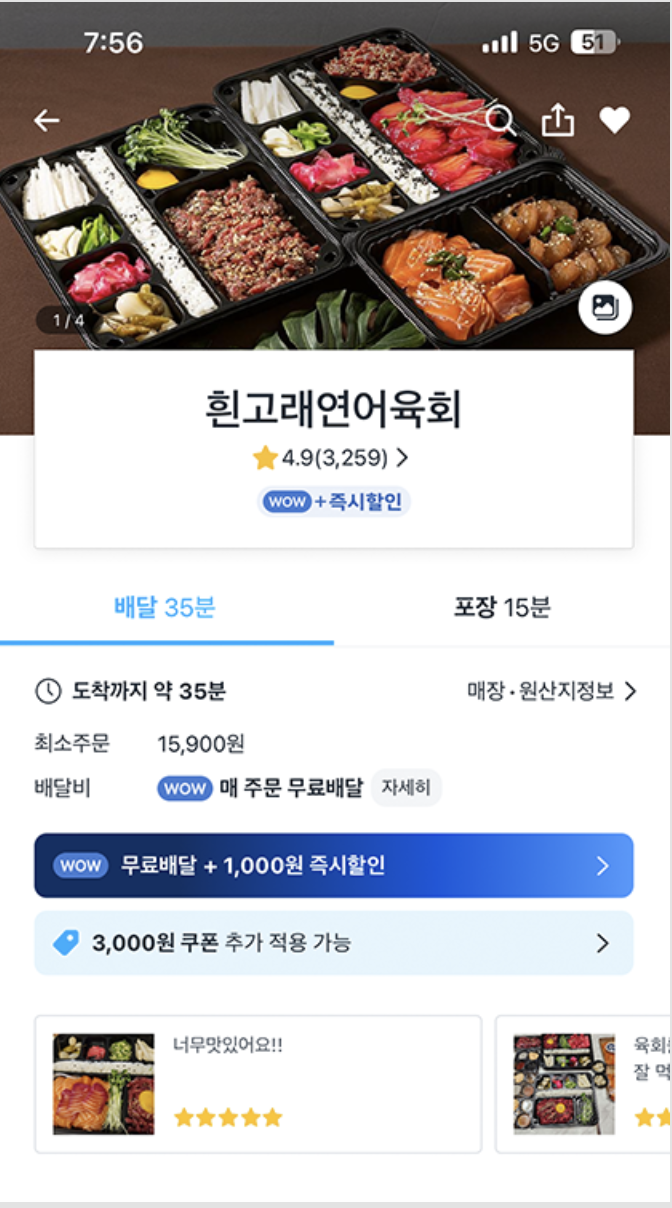 7:56
5G 51
1/4
흰고래연어육회
4.9(3,259)
WOW +즉시할인
배달 35분
포장 15분
도착까지 약 35분
매장·원산지정보
최소주문 15,900원
배달비 WOW 매 주문 무료배달 자세히
WOW 무료배달 + 1,000원 즉시할인
3,000원 쿠폰 추가 적용 가능
너무맛있어요!!
잘